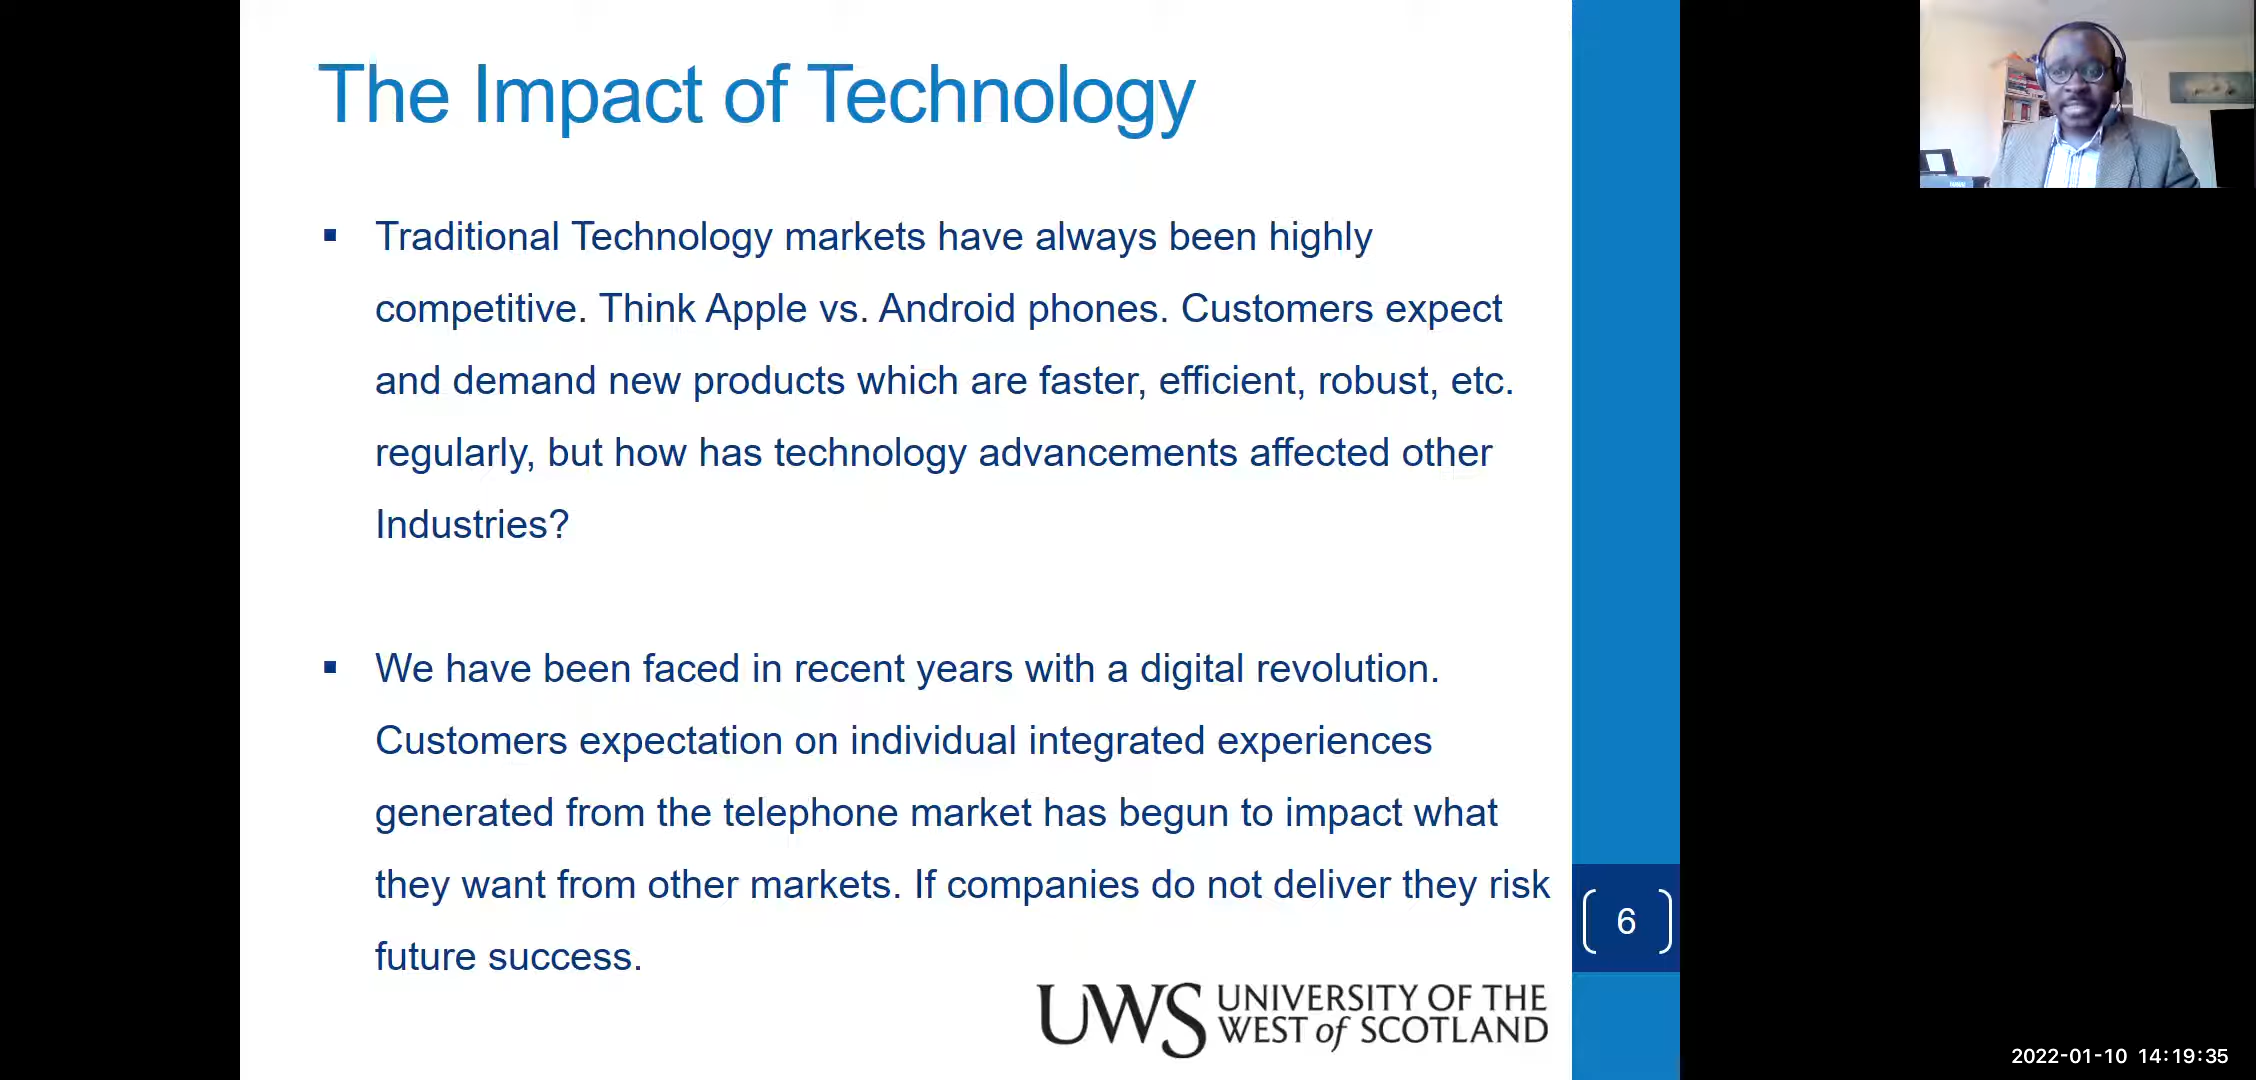 The Impact of Technology
▪ Traditional Technology markets have always been highly
competitive. Think Apple vs. Android phones. Customers expect
and demand new products which are faster, efficient, robust, etc.
regularly, but how has technology advancements affected other
Industries?
▪ We have been faced in recent years with a digital revolution.
Customers expectation on individual integrated experiences
generated from the telephone market has begun to impact what
they want from other markets. If companies do not deliver they risk
future success.
6
UWS UNIVERSITY OF THE
WEST of SCOTLAND
2022-01-10 14:19:35